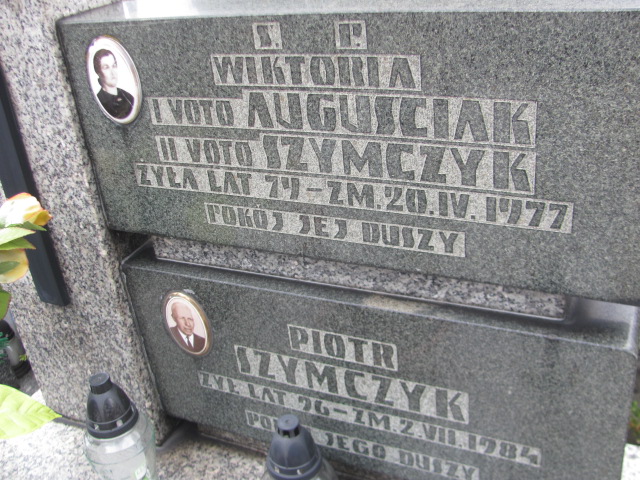 Ś. P.
WIKTORIA
I VOTO AUGUŚCIAK
II VOTO SZYMCZYK
ŻYŁA LAT 79 - ZM. 20. IV. 1977
POKÓJ JEJ DUSZY
PIOTR
SZYMCZYK
ŻYŁ LAT 96 - ZM. 2. VII. 1984
JEGO DUSZY